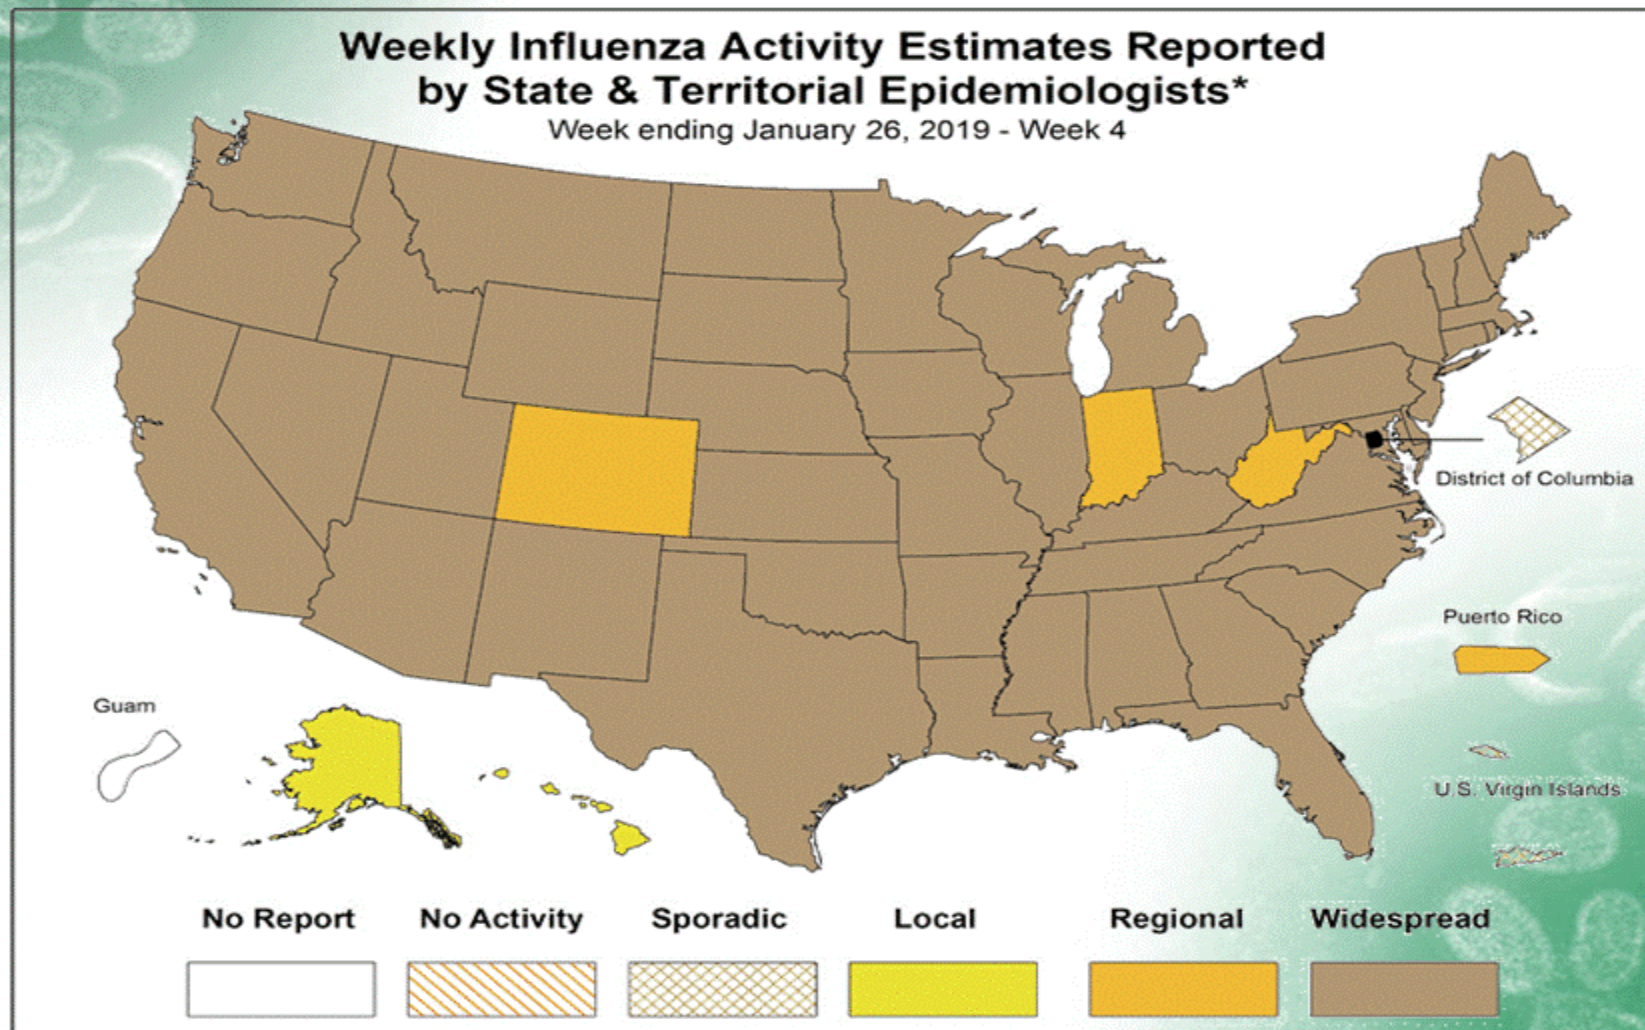 Weekly Influenza Activity Estimates Reported
by State & Territorial Epidemiologists*
Week ending January 26, 2019 - Week 4
District of Columbia
Puerto Rico
Guam
U.S. Virgin Islands
No Report
No Activity
Sporadic
Local
Regional
Widespread